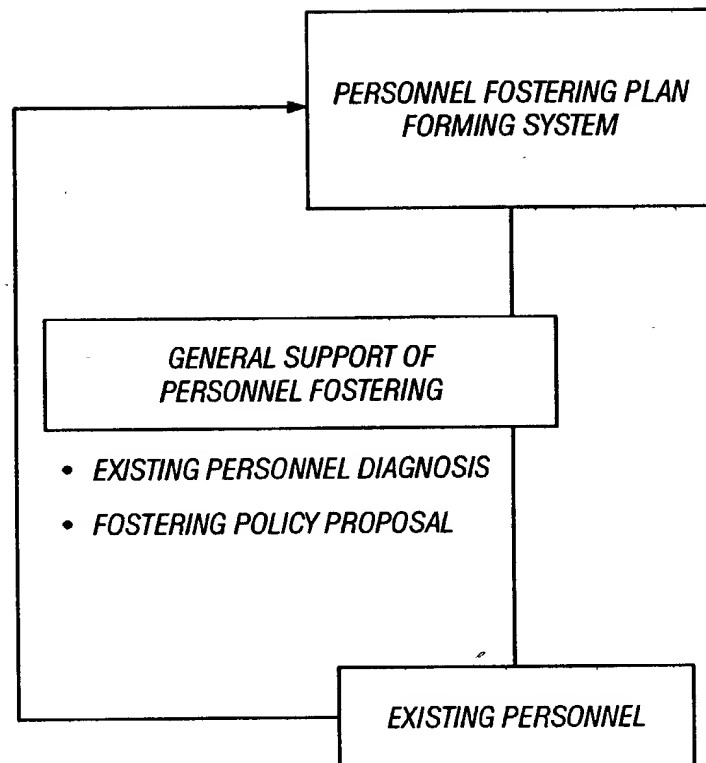 PERSONNEL FOSTERING PLAN
FORMING SYSTEM
GENERAL SUPPORT OF
PERSONNEL FOSTERING
• EXISTING PERSONNEL DIAGNOSIS
• FOSTERING POLICY PROPOSAL
EXISTING PERSONNEL